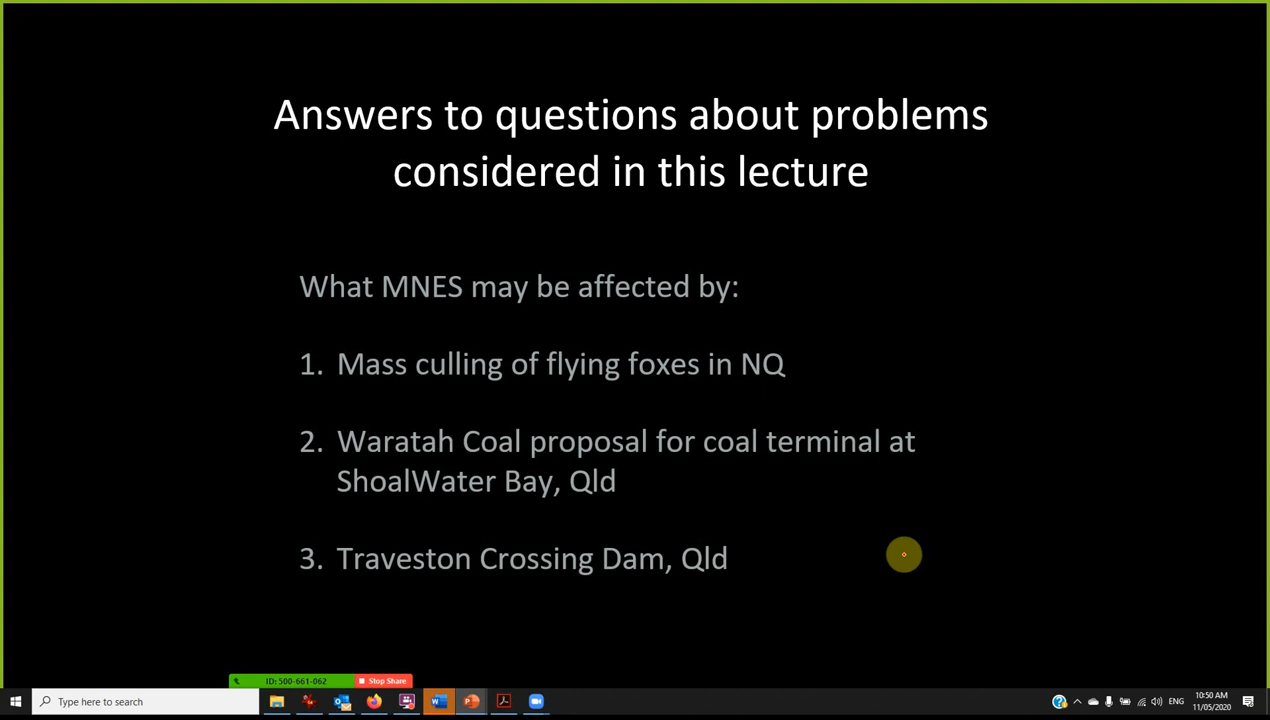 Answers to questions about problems
considered in this lecture
What MNES may be affected by:
1. Mass culling of flying foxes in NQ
2. Waratah Coal proposal for coal terminal at
ShoalWater Bay, Qld
3. Traveston Crossing Dam, Qld
ID: 500-661-062 Stop Share
Type here to search
ENG
10:50 AM
11/05/2020